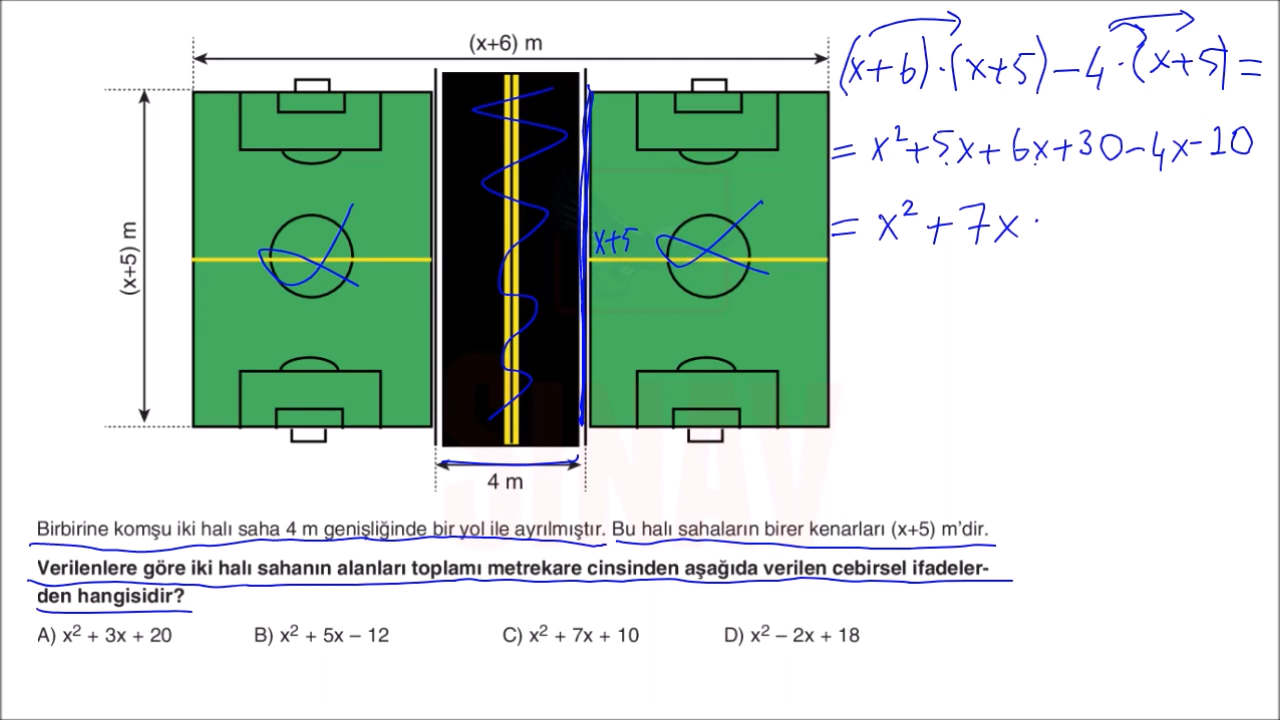 (x+6) m
(x+6)·(x+5)-4·(x+5)=
= x²+5x+6x+30-4x-10
= x²+7x·
(x+5) m
x+5
4 m
SINAV
Birbirine komşu iki halı saha 4 m genişliğinde bir yol ile ayrılmıştır. Bu halı sahaların birer kenarları (x+5) m'dir.
Verilenlere göre iki halı sahanın alanları toplamı metrekare cinsinden aşağıda verilen cebirsel ifadeler-
den hangisidir?
A) x² + 3x + 20 B) x² + 5x – 12 C) x² + 7x + 10 D) x² – 2x + 18